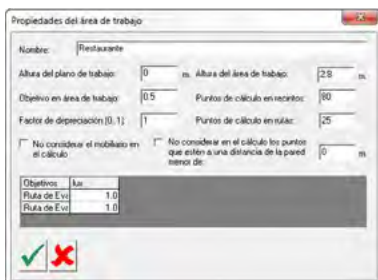 Propiedades del área de trabajo
Nombre: Restaurante
Altura del plano de trabajo: 0 m. Altura del área de trabajo: 2.8 m.
Objetivo en área de trabajo: 0.5 Puntos de cálculo en recintos: 80
Factor de depreciación [0, 1]: 1 Puntos de cálculo en rutas: 25
No considerar el mobiliario en el cálculo
No considerar en el cálculo los puntos
que estén a una distancia de la pared
menor de: 0 m
Objetivos lux
Ruta de Eva 1.0
Ruta de Eva 1.0